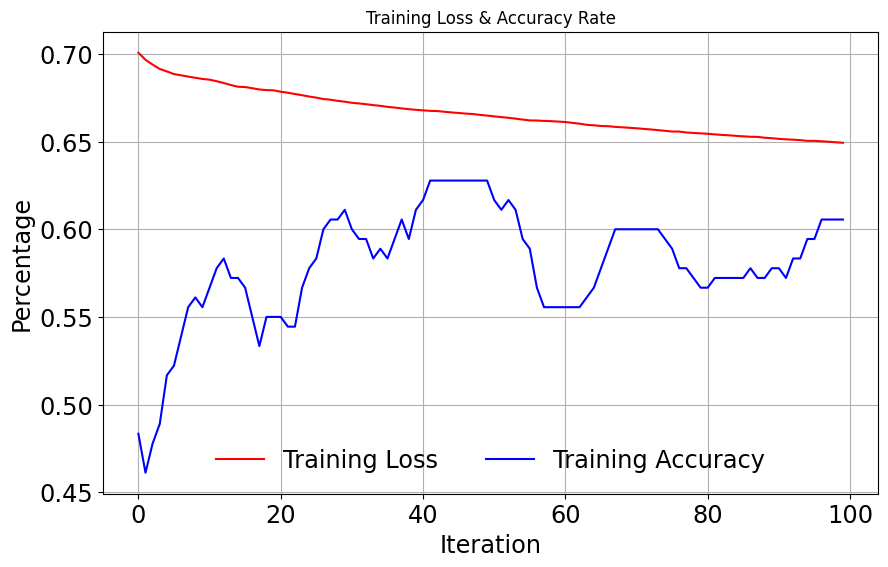 Training Loss & Accuracy Rate
0.70
0.65
0.60
0.55
0.50
0.45
Percentage
Training Loss
Training Accuracy
0 20 40 60 80 100
Iteration